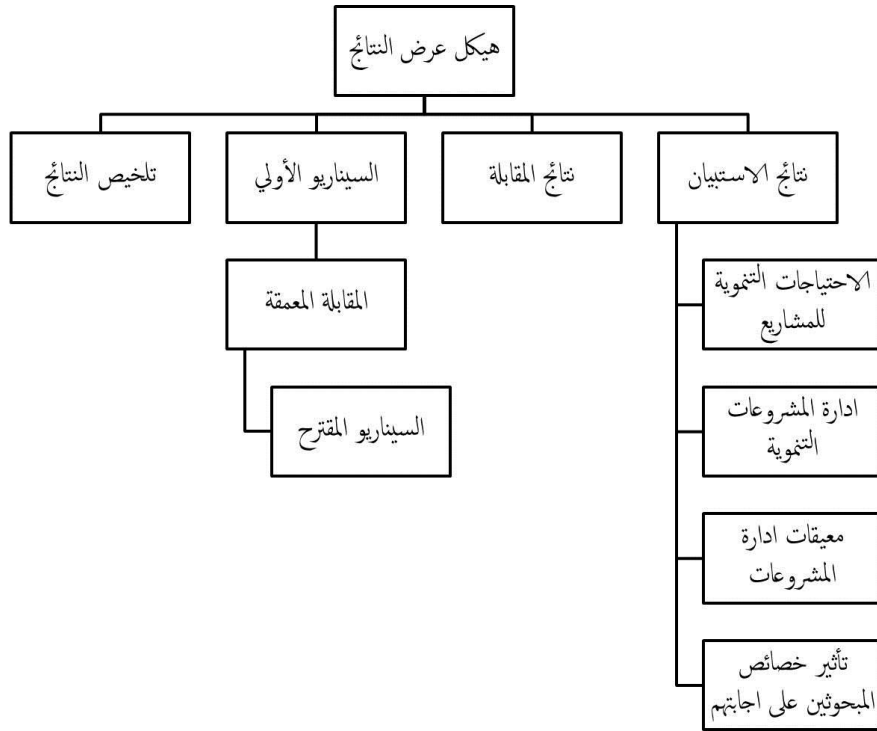 هيكل عرض النتائج
نتائج الاستبيان
نتائج المقابلة
السيناريو الأولي
تلخيص النتائج
الاحتياجات التنموية
للمشاريع
ادارة المشروعات
التنموية
معيقات ادارة
المشروعات
تأثير خصائص
المبحوثين على اجابتهم
المقابلة المعمقة
السيناريو المقترح